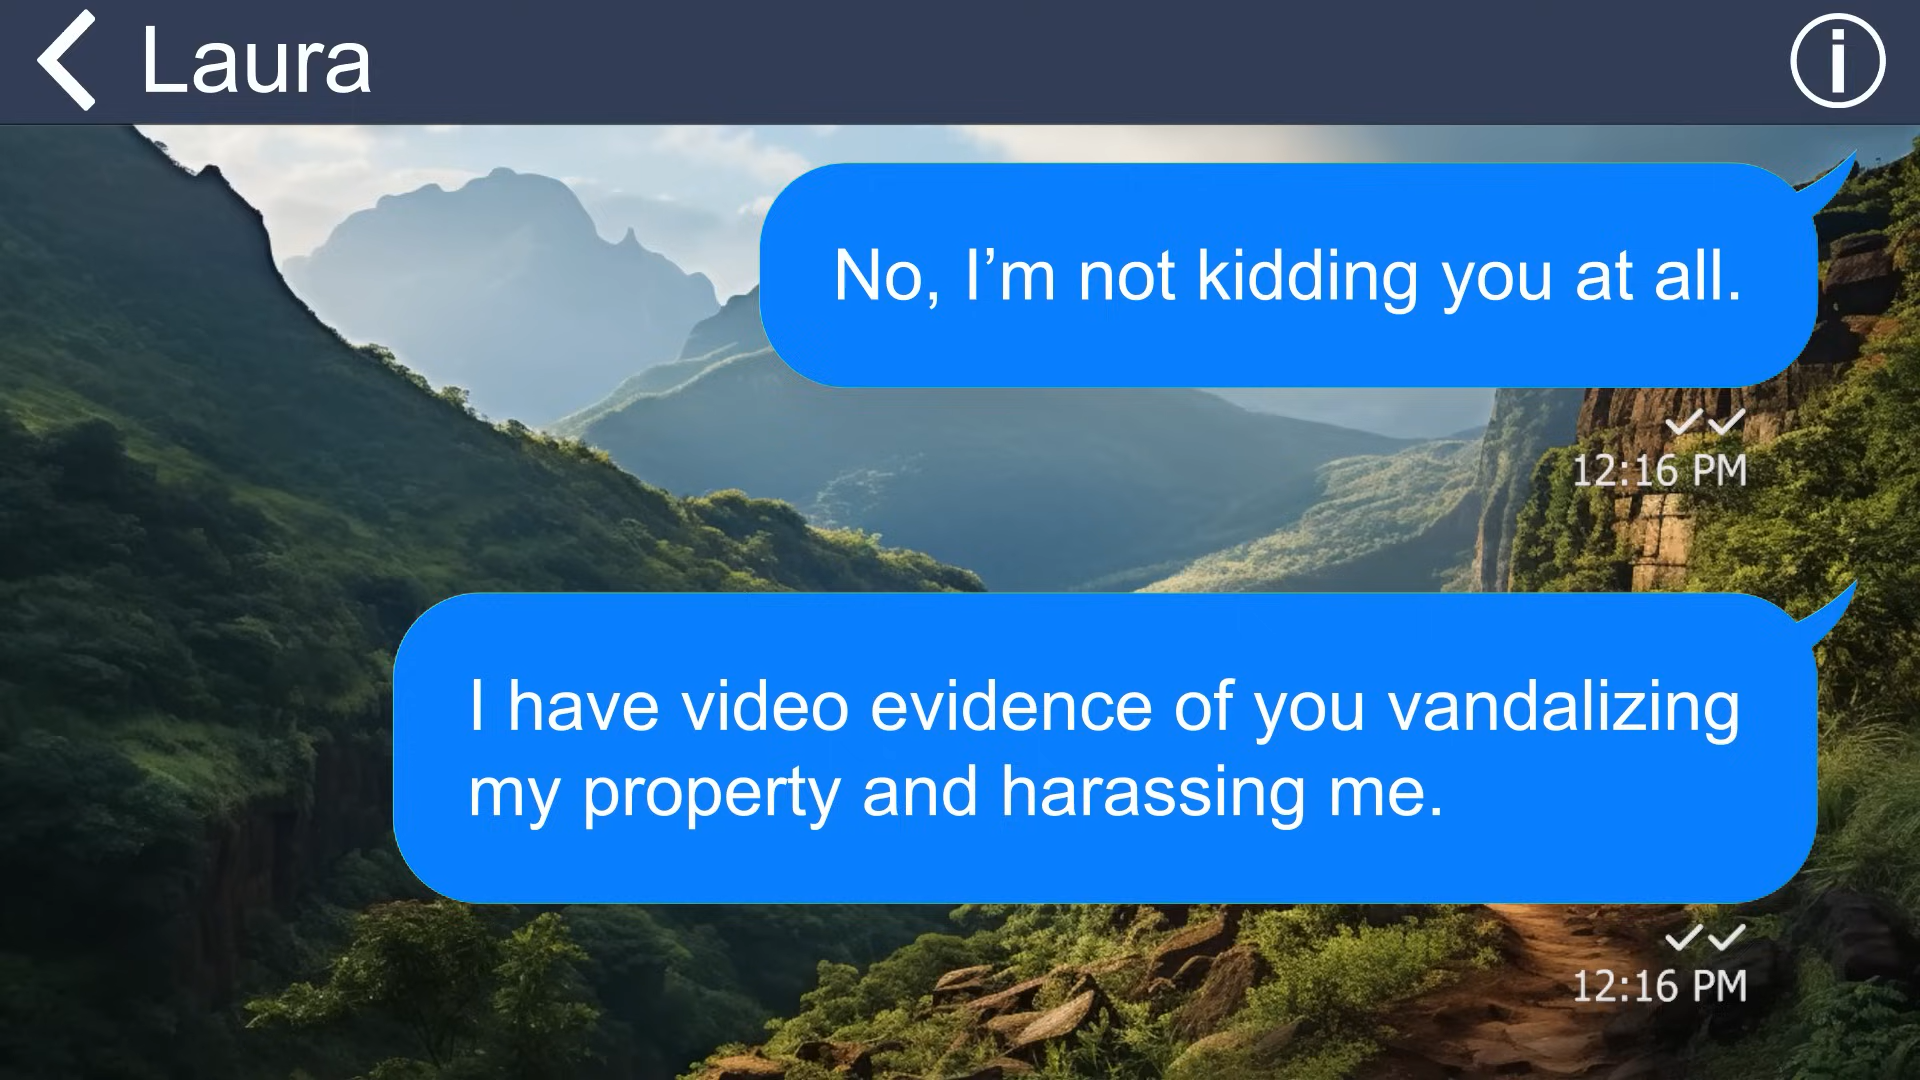 Laura
No, I’m not kidding you at all.
12:16 PM
I have video evidence of you vandalizing
my property and harassing me.
12:16 PM